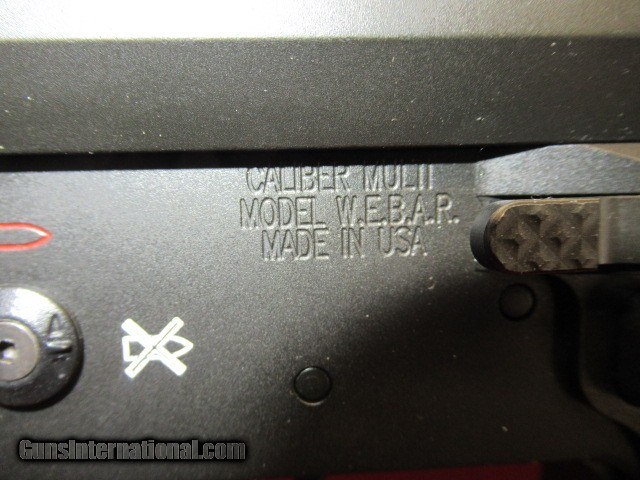 CALIBER MULTI
MODEL W.E.B.A.R.
MADE IN USA
GunsInternational.com